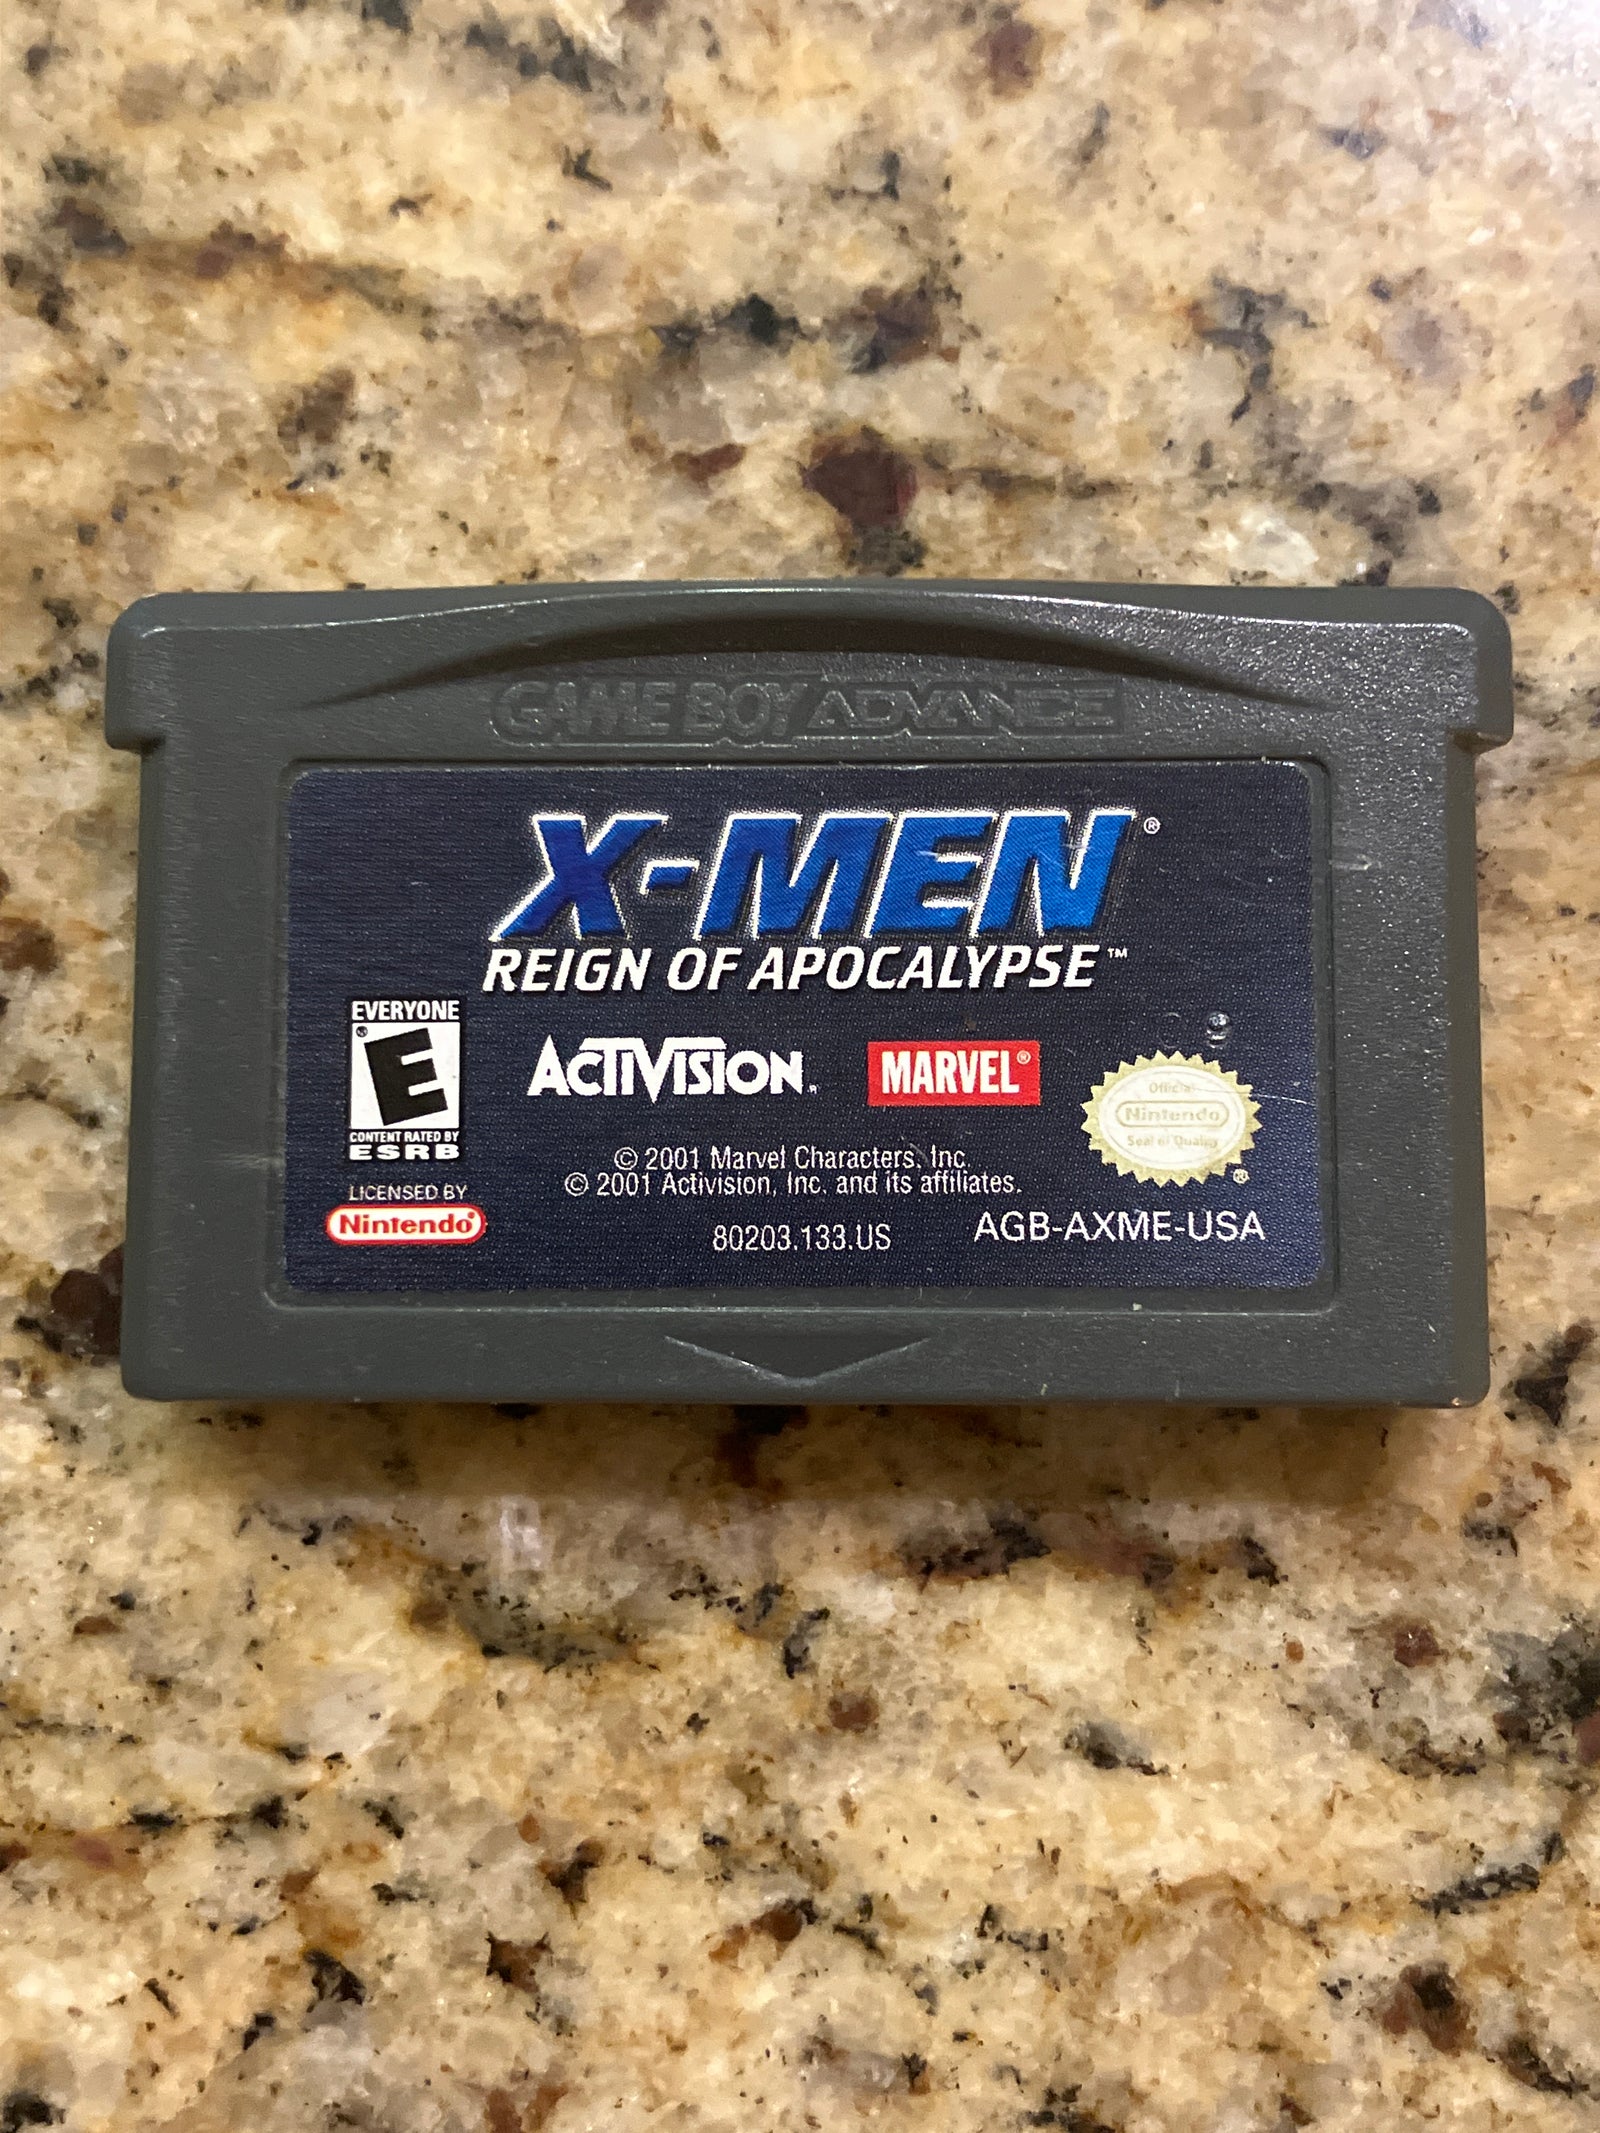 GAME BOY ADVANCE
X-MEN®
REIGN OF APOCALYPSE™
EVERYONE
E
CONTENT RATED BY
ESRB
ACTIVISION®
MARVEL®
Official
Nintendo
Seal of Quality
®
© 2001 Marvel Characters, Inc
© 2001 Activision, Inc. and its affiliates.
LICENSED BY
Nintendo®
80203.133.US
AGB-AXME-USA